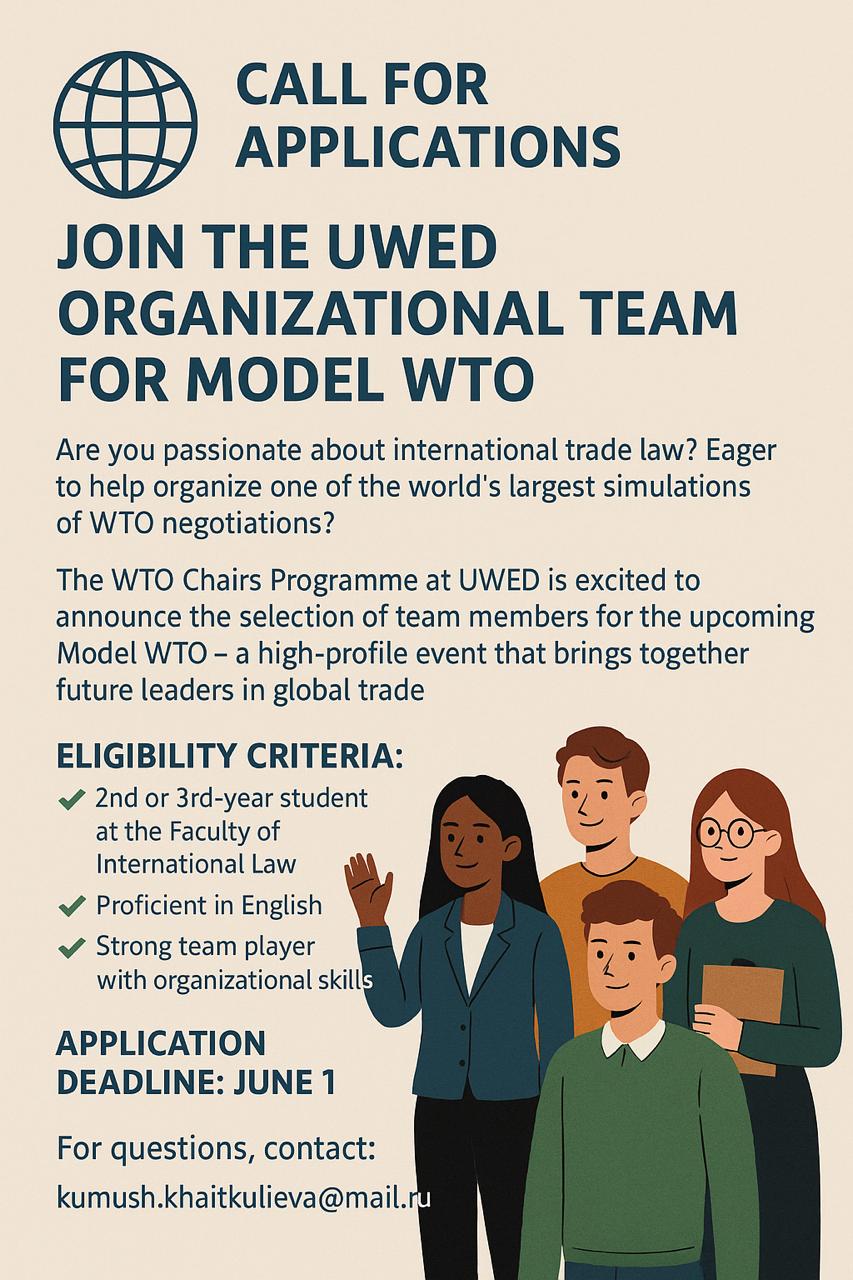 CALL FOR
APPLICATIONS
JOIN THE UWED
ORGANIZATIONAL TEAM
FOR MODEL WTO
Are you passionate about international trade law? Eager
to help organize one of the world's largest simulations
of WTO negotiations?
The WTO Chairs Programme at UWED is excited to
announce the selection of team members for the upcoming
Model WTO – a high-profile event that brings together
future leaders in global trade
ELIGIBILITY CRITERIA:
2nd or 3rd-year student
at the Faculty of
International Law
Proficient in English
Strong team player
with organizational skills
APPLICATION
DEADLINE: JUNE 1
For questions, contact:
kumush.khaitkulieva@mail.ru